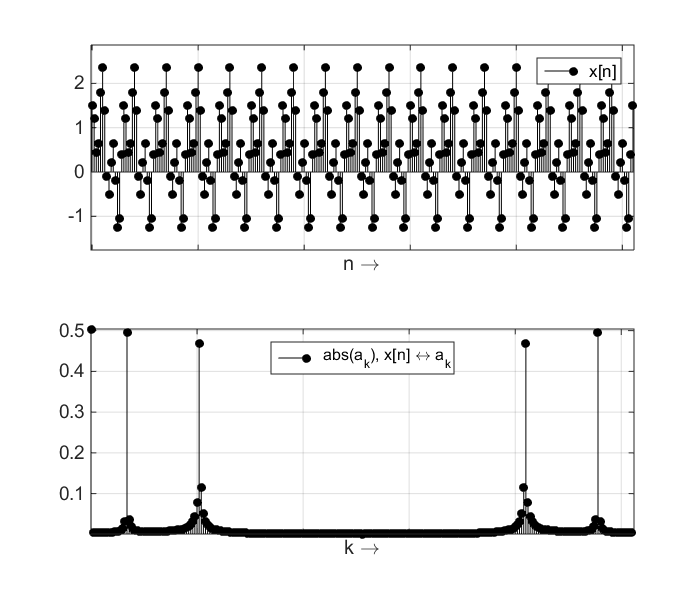 2
x[n]
1
0
-1
n →
0.5
abs(a_k), x[n] ↔ a_k
0.4
0.3
0.2
0.1
k →